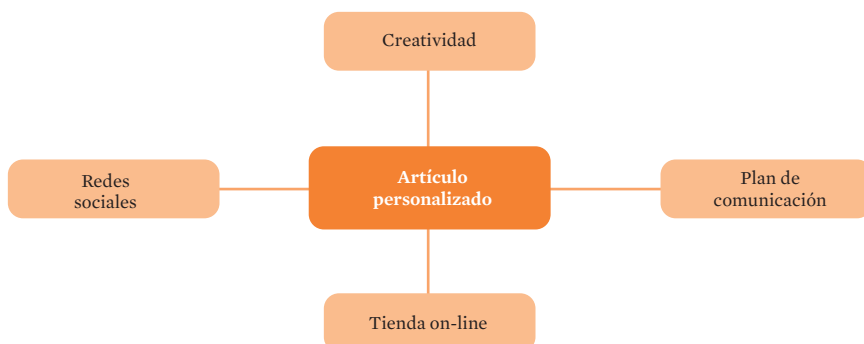 Creatividad
Redes
sociales
Artículo
personalizado
Plan de
comunicación
Tienda on-line